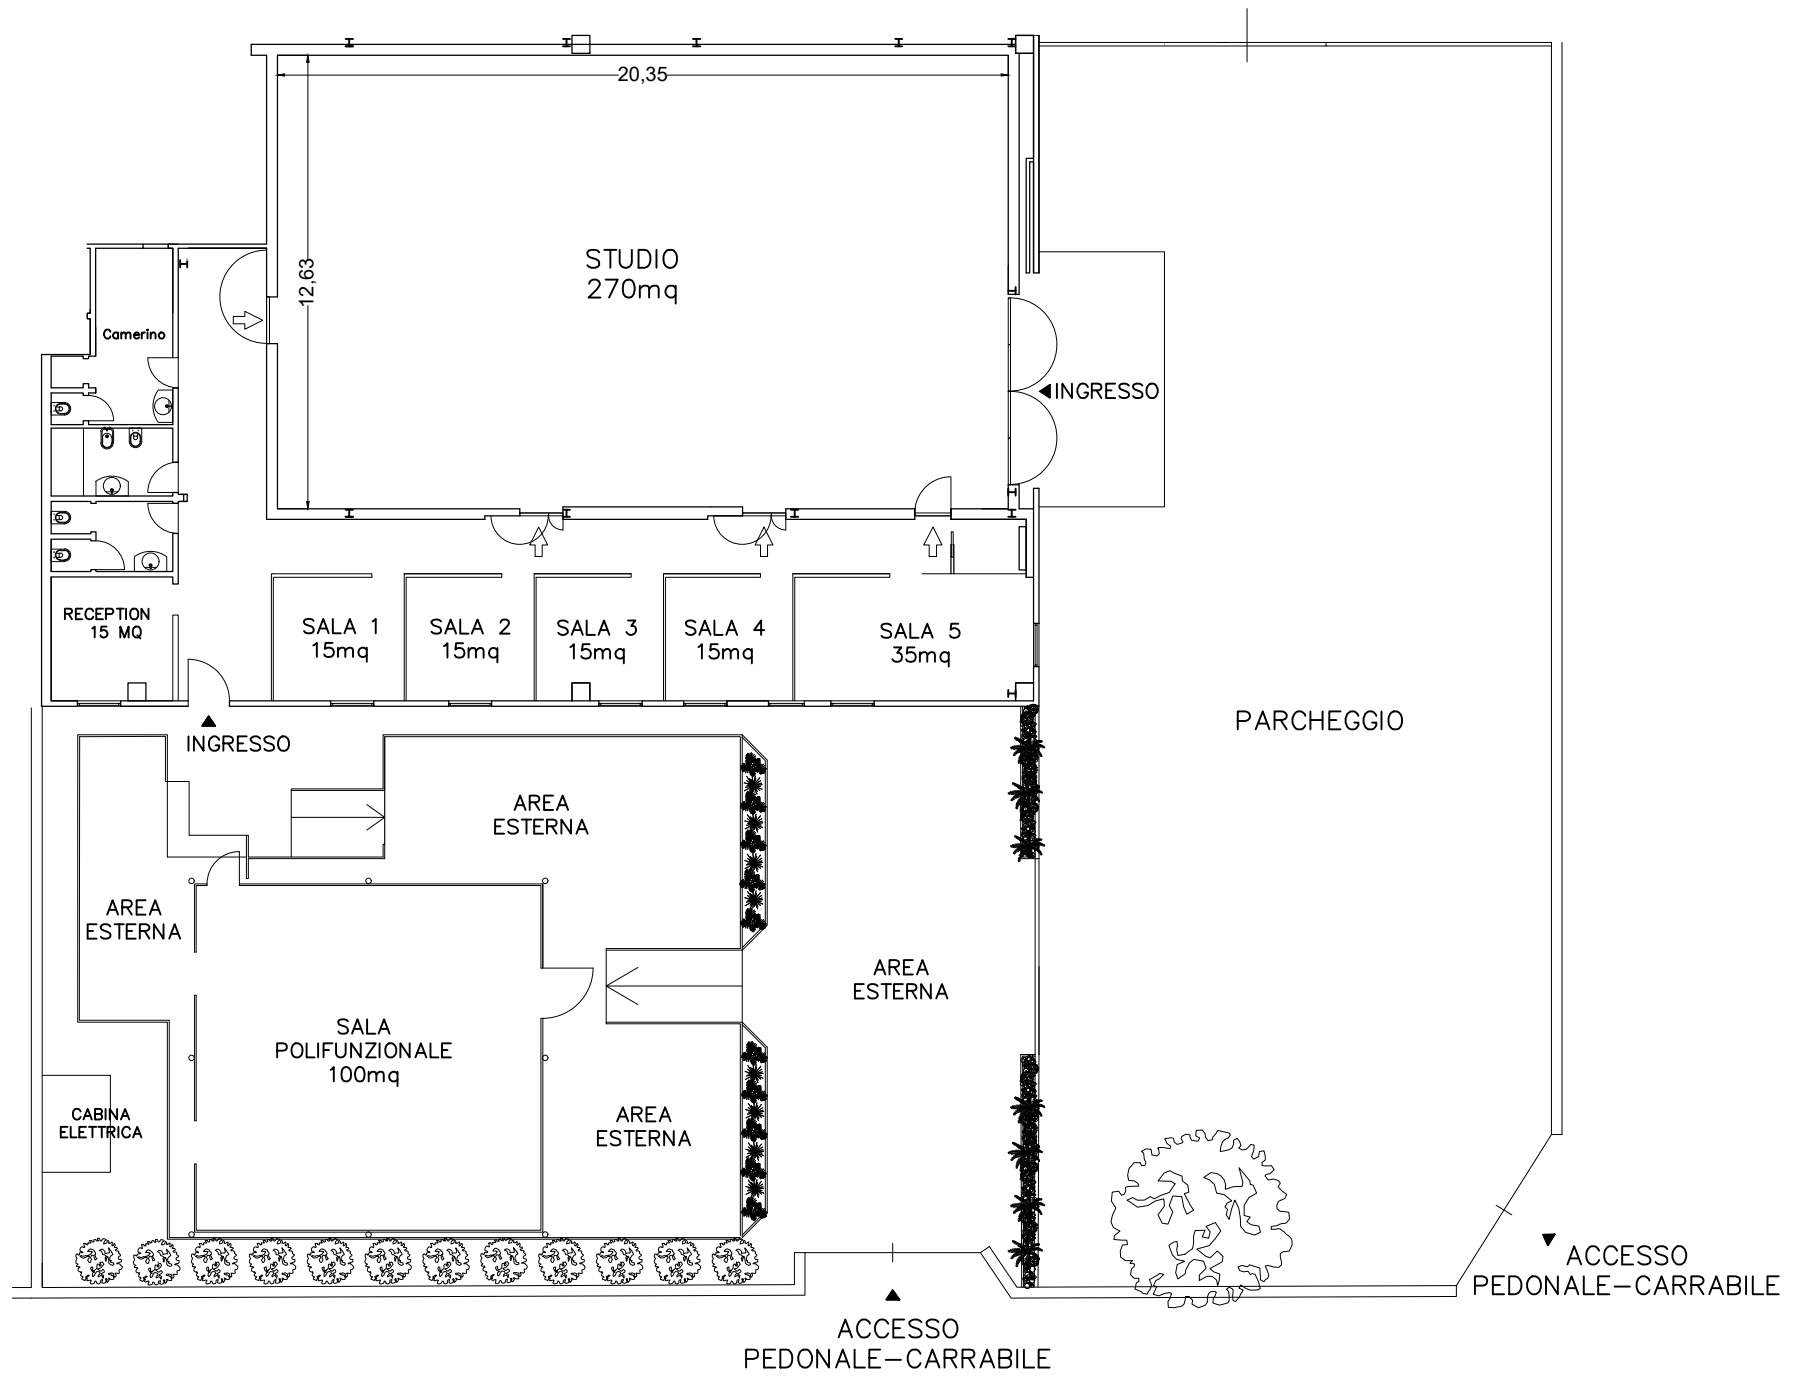 20,35
STUDIO
270mq
12,63
Camerino
INGRESSO
RECEPTION
15 MQ
SALA 1
15mq
SALA 2
15mq
SALA 3
15mq
SALA 4
15mq
SALA 5
35mq
PARCHEGGIO
INGRESSO
AREA
ESTERNA
AREA
ESTERNA
AREA
ESTERNA
SALA
POLIFUNZIONALE
100mq
CABINA
ELETTRICA
AREA
ESTERNA
ACCESSO
PEDONALE-CARRABILE
ACCESSO
PEDONALE-CARRABILE